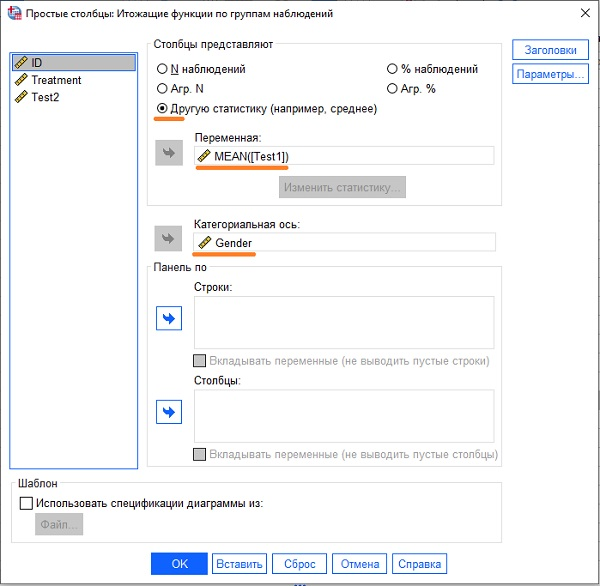 Простые столбцы: Итожащие функции по группам наблюдений
ID
Treatment
Test2
Столбцы представляют
N наблюдений
% наблюдений
Агр. N
Агр. %
Другую статистику (например, среднее)
Переменная:
MEAN([Test1])
Изменить статистику...
Категориальная ось:
Gender
Панель по
Строки:
Вкладывать переменные (не выводить пустые строки)
Столбцы:
Вкладывать переменные (не выводить пустые столбцы)
Заголовки
Параметры...
Шаблон
Использовать спецификации диаграммы из:
Файл...
OK
Вставить
Сброс
Отмена
Справка